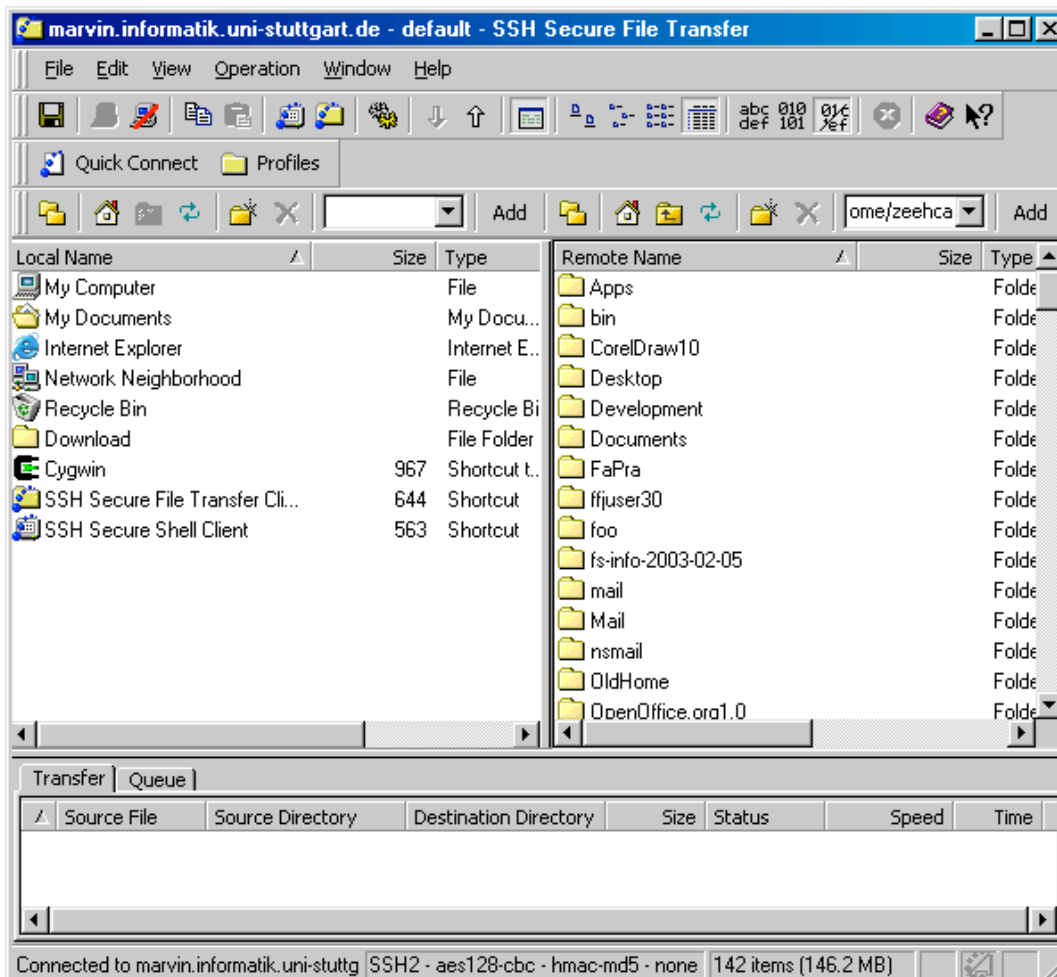 marvin.informatik.uni-stuttgart.de - default - SSH Secure File Transfer
File Edit View Operation Window Help
abc def 010 101
Quick Connect Profiles
Add ome/zeehca Add
Local Name Size Type Remote Name Size Type
My Computer File Apps Folde
My Documents My Docu... bin Folde
Internet Explorer Internet E... CorelDraw10 Folde
Network Neighborhood File Desktop Folde
Recycle Bin Recycle Bi Development Folde
Download File Folder Documents Folde
Cygwin 967 Shortcut t... FaPra Folde
SSH Secure File Transfer Cli... 644 Shortcut ffjuser30 Folde
SSH Secure Shell Client 563 Shortcut foo Folde
fs-info-2003-02-05 Folde
mail Folde
Mail Folde
nsmail Folde
OldHome Folde
OpenOffice.org1.0 Folde
Transfer Queue
Source File Source Directory Destination Directory Size Status Speed Time
Connected to marvin.informatik.uni-stuttg SSH2 - aes128-cbc - hmac-md5 - none 142 items (146.2 MB)